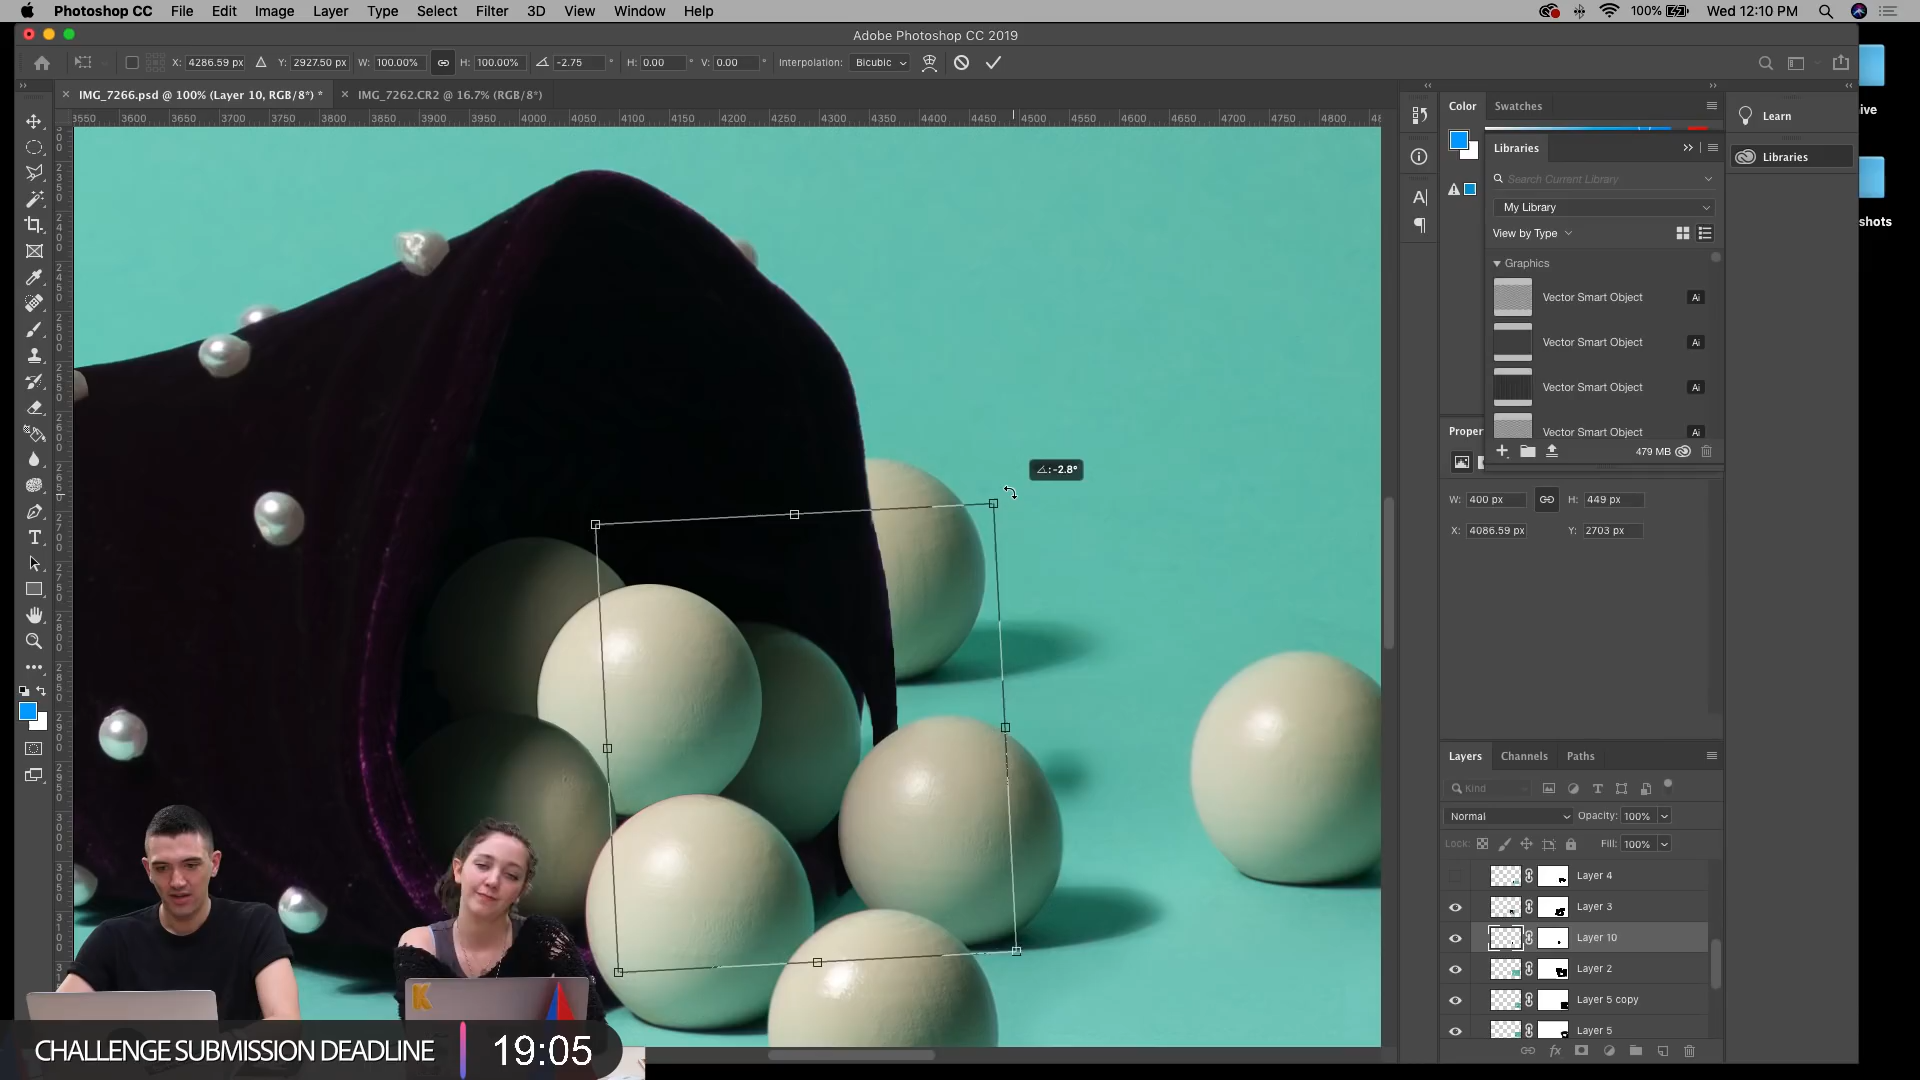 Photoshop CC File Edit Image Layer Type Select Filter 3D View Window Help 100% Wed 12:10 PM
Adobe Photoshop CC 2019
X: 4286.59 px Y: 2927.50 px W: 100.00% H: 100.00% -2.75 ° H: 0.00 ° V: 0.00 ° Interpolation: Bicubic
IMG_7266.psd @ 100% (Layer 10, RGB/8*) * IMG_7262.CR2 @ 16.7% (RGB/8*)
3550 3600 3650 3700 3750 3800 3850 3900 3950 4000 4050 4100 4150 4200 4250 4300 4350 4400 4450 4500 4550 4600 4650 4700 4750 4800
Color Swatches
Learn
ive
Libraries
Libraries
Search Current Library
My Library
shots
View by Type
Graphics
Vector Smart Object Ai
Vector Smart Object Ai
Vector Smart Object Ai
Vector Smart Object Ai
Proper
479 MB
-2.8°
W: 400 px H: 449 px
X: 4086.59 px Y: 2703 px
Layers Channels Paths
Kind
Normal Opacity: 100%
Lock: Fill: 100%
Layer 4
Layer 3
Layer 10
Layer 2
Layer 5 copy
Layer 5
K
CHALLENGE SUBMISSION DEADLINE 19:05